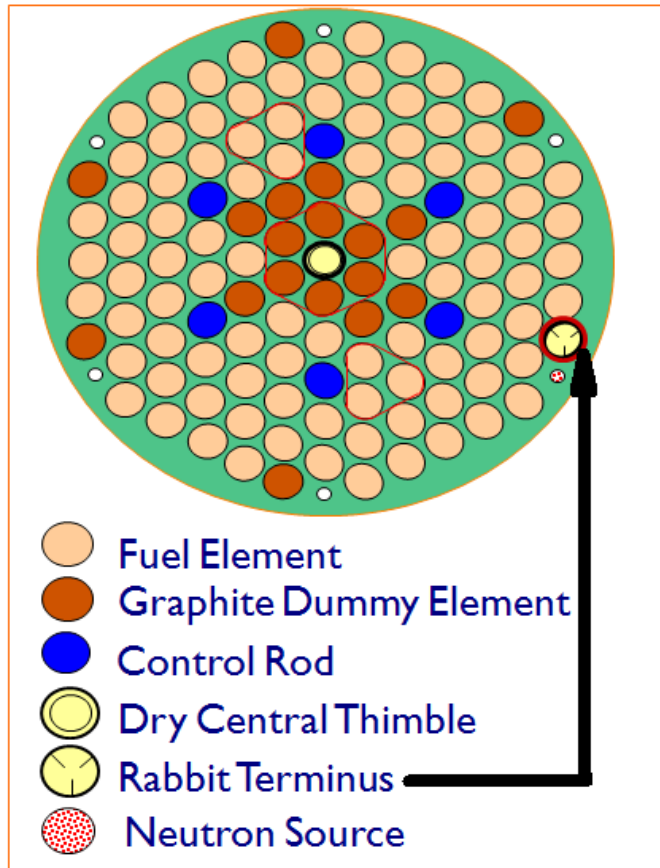 Fuel Element
Graphite Dummy Element
Control Rod
Dry Central Thimble
Rabbit Terminus
Neutron Source